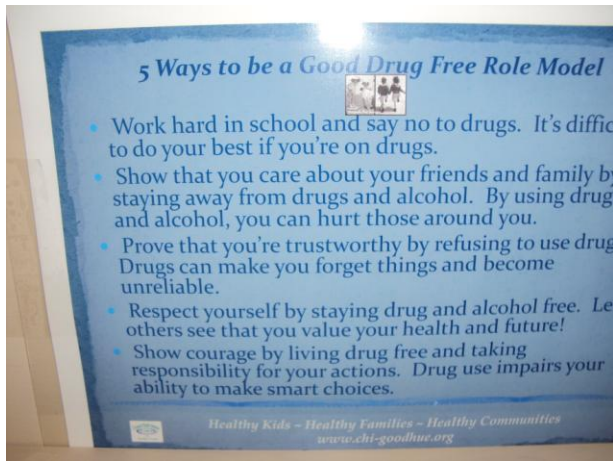 5 Ways to be a Good Drug Free Role Model
• Work hard in school and say no to drugs. It's diffic
to do your best if you're on drugs.
• Show that you care about your friends and family by
staying away from drugs and alcohol. By using drug
and alcohol, you can hurt those around you.
• Prove that you're trustworthy by refusing to use drug
Drugs can make you forget things and become
unreliable.
• Respect yourself by staying drug and alcohol free. Le
others see that you value your health and future!
• Show courage by living drug free and taking
responsibility for your actions. Drug use impairs your
ability to make smart choices.
Healthy Kids ~ Healthy Families ~ Healthy Communities
www.chi-goodhue.org